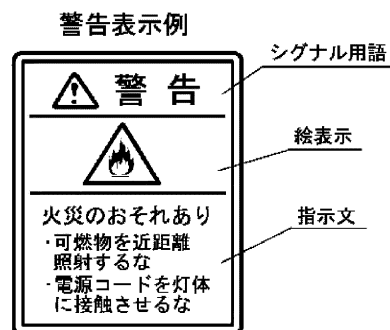 警告表示例
シグナル用語
警告
絵表示
火災のおそれあり
・可燃物を近距離
照射するな
・電源コードを灯体
に接触させるな
指示文